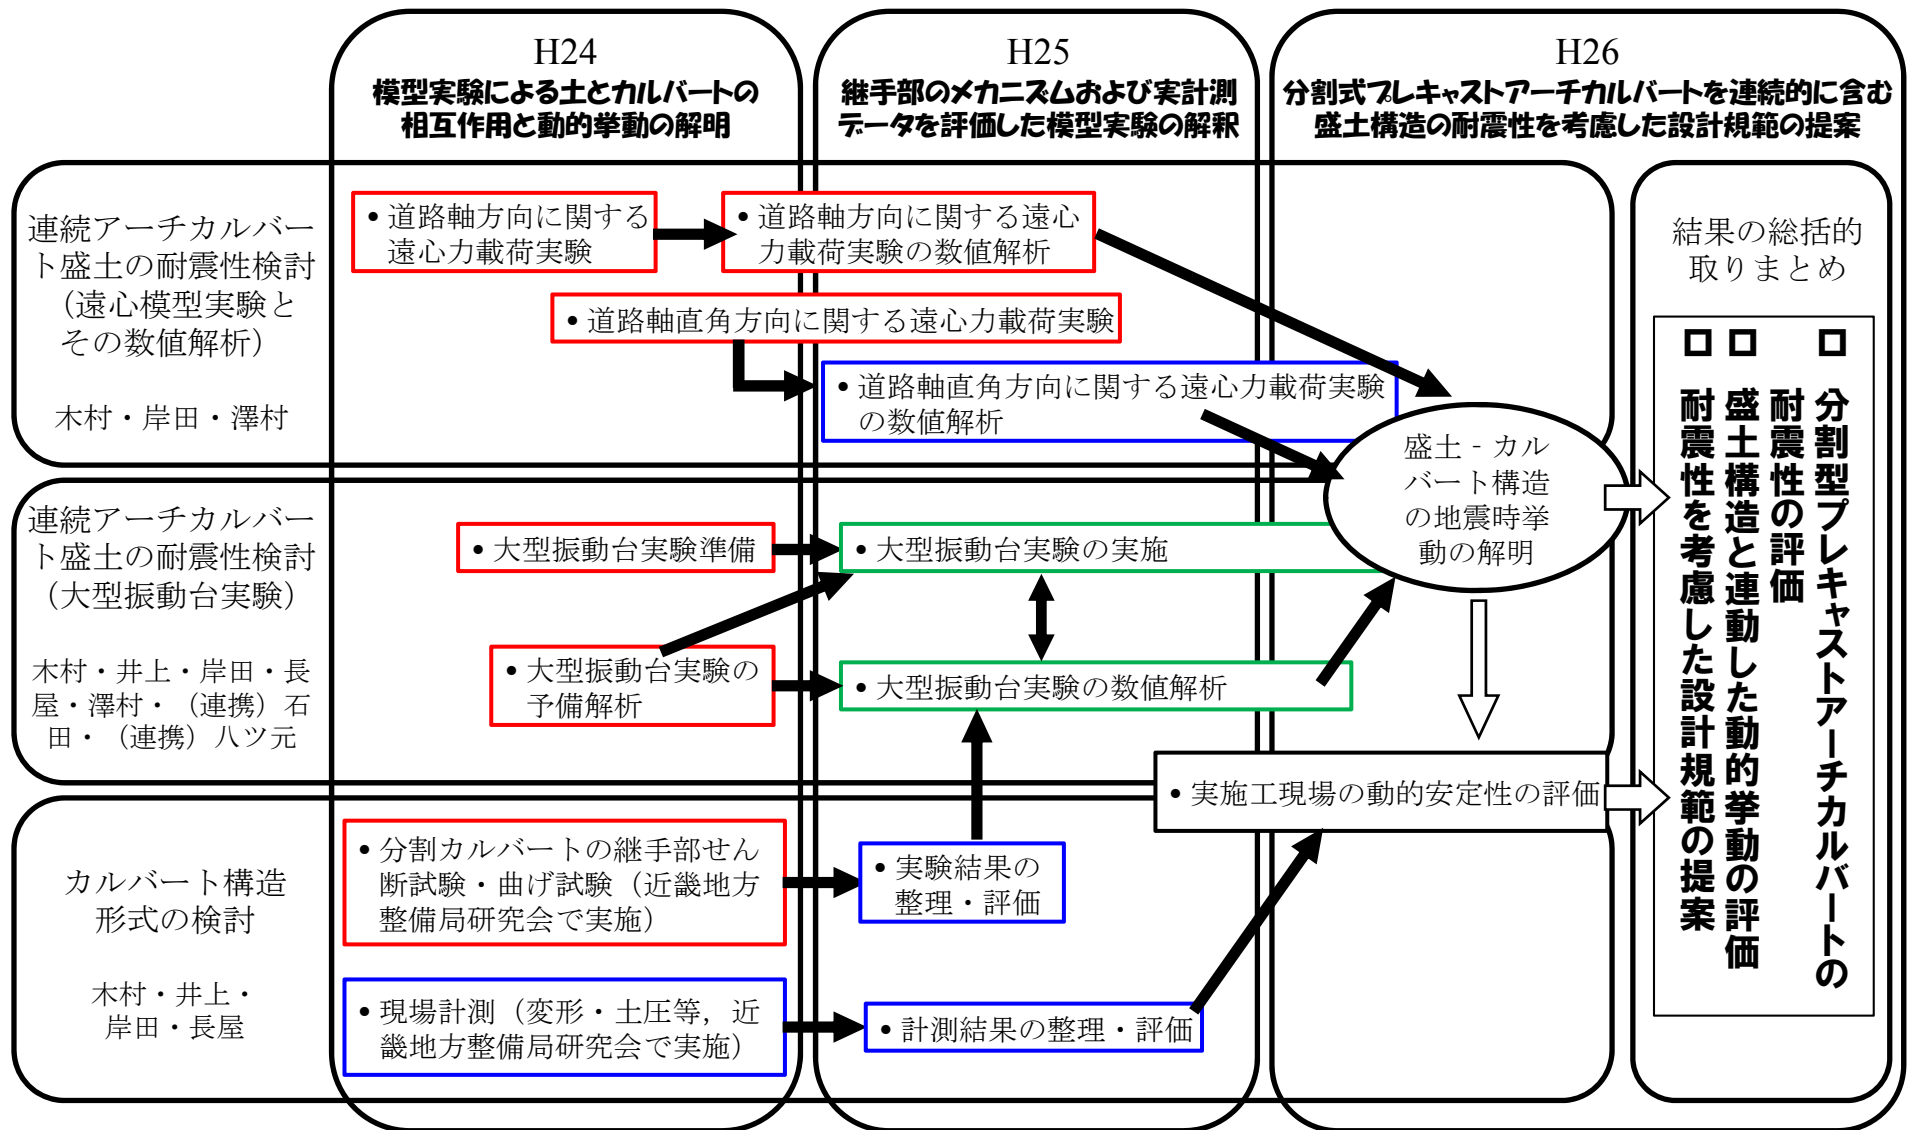 H24
模型実験による土とカルバートの
相互作用と動的挙動の解明
H25
継手部のメカニズムおよび実計測
データを評価した模型実験の解釈
H26
分割式プレキャストアーチカルバートを連続的に含む
盛土構造の耐震性を考慮した設計規範の提案
連続アーチカルバー
ト盛土の耐震性検討
（遠心模型実験と
その数値解析）
木村・岸田・澤村
• 道路軸方向に関する
遠心力載荷実験
• 道路軸方向に関する遠心
力載荷実験の数値解析
• 道路軸直角方向に関する遠心力載荷実験
• 道路軸直角方向に関する遠心力載荷実験
の数値解析
連続アーチカルバー
ト盛土の耐震性検討
（大型振動台実験）
木村・井上・岸田・長
屋・澤村・（連携）石
田・（連携）八ツ元
• 大型振動台実験準備
• 大型振動台実験の実施
• 大型振動台実験の
予備解析
• 大型振動台実験の数値解析
盛土‐カル
バート構造
の地震時挙
動の解明
• 実施工現場の動的安定性の評価
カルバート構造
形式の検討
木村・井上・
岸田・長屋
• 分割カルバートの継手部せん
断試験・曲げ試験（近畿地方
整備局研究会で実施）
• 実験結果の
整理・評価
• 現場計測（変形・土圧等，近
畿地方整備局研究会で実施）
• 計測結果の整理・評価
結果の総括的
取りまとめ
□ 分割型プレキャストアーチカルバートの
耐震性の評価
□ 盛土構造と連動した動的挙動の評価
□ 耐震性を考慮した設計規範の提案